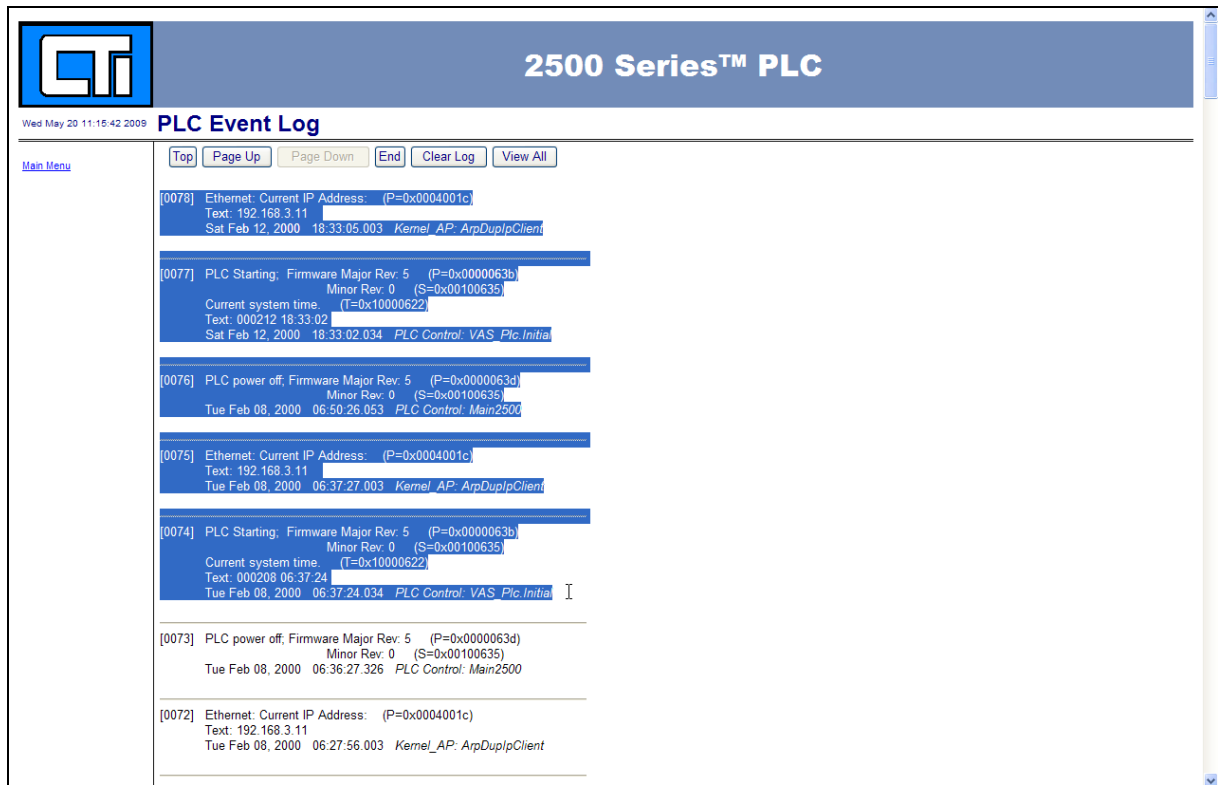 CTI
2500 Series™ PLC
Wed May 20 11:15:42 2009
PLC Event Log
Main Menu
Top Page Up Page Down End Clear Log View All
[0078] Ethernet: Current IP Address: (P=0x0004001c)
Text: 192.168.3.11
Sat Feb 12, 2000 18:33:05.003 Kernel_AP: ArpDupIpClient
[0077] PLC Starting; Firmware Major Rev: 5 (P=0x0000063b)
Minor Rev: 0 (S=0x00100635)
Current system time. (T=0x10000622)
Text: 000212 18:33:02
Sat Feb 12, 2000 18:33:02.034 PLC Control: VAS_Plc.Initial
[0076] PLC power off; Firmware Major Rev: 5 (P=0x0000063d)
Minor Rev: 0 (S=0x00100635)
Tue Feb 08, 2000 06:50:26.053 PLC Control: Main2500
[0075] Ethernet: Current IP Address: (P=0x0004001c)
Text: 192.168.3.11
Tue Feb 08, 2000 06:37:27.003 Kernel_AP: ArpDupIpClient
[0074] PLC Starting; Firmware Major Rev: 5 (P=0x0000063b)
Minor Rev: 0 (S=0x00100635)
Current system time. (T=0x10000622)
Text: 000208 06:37:24
Tue Feb 08, 2000 06:37:24.034 PLC Control: VAS_Plc.Initial
[0073] PLC power off; Firmware Major Rev: 5 (P=0x0000063d)
Minor Rev: 0 (S=0x00100635)
Tue Feb 08, 2000 06:36:27.326 PLC Control: Main2500
[0072] Ethernet: Current IP Address: (P=0x0004001c)
Text: 192.168.3.11
Tue Feb 08, 2000 06:27:56.003 Kernel_AP: ArpDupIpClient